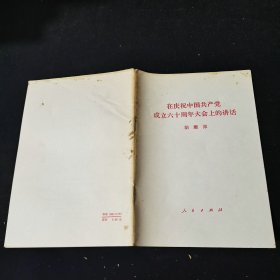 在庆祝中国共产党
成立六十周年大会上的讲话
胡耀邦
人民出版社